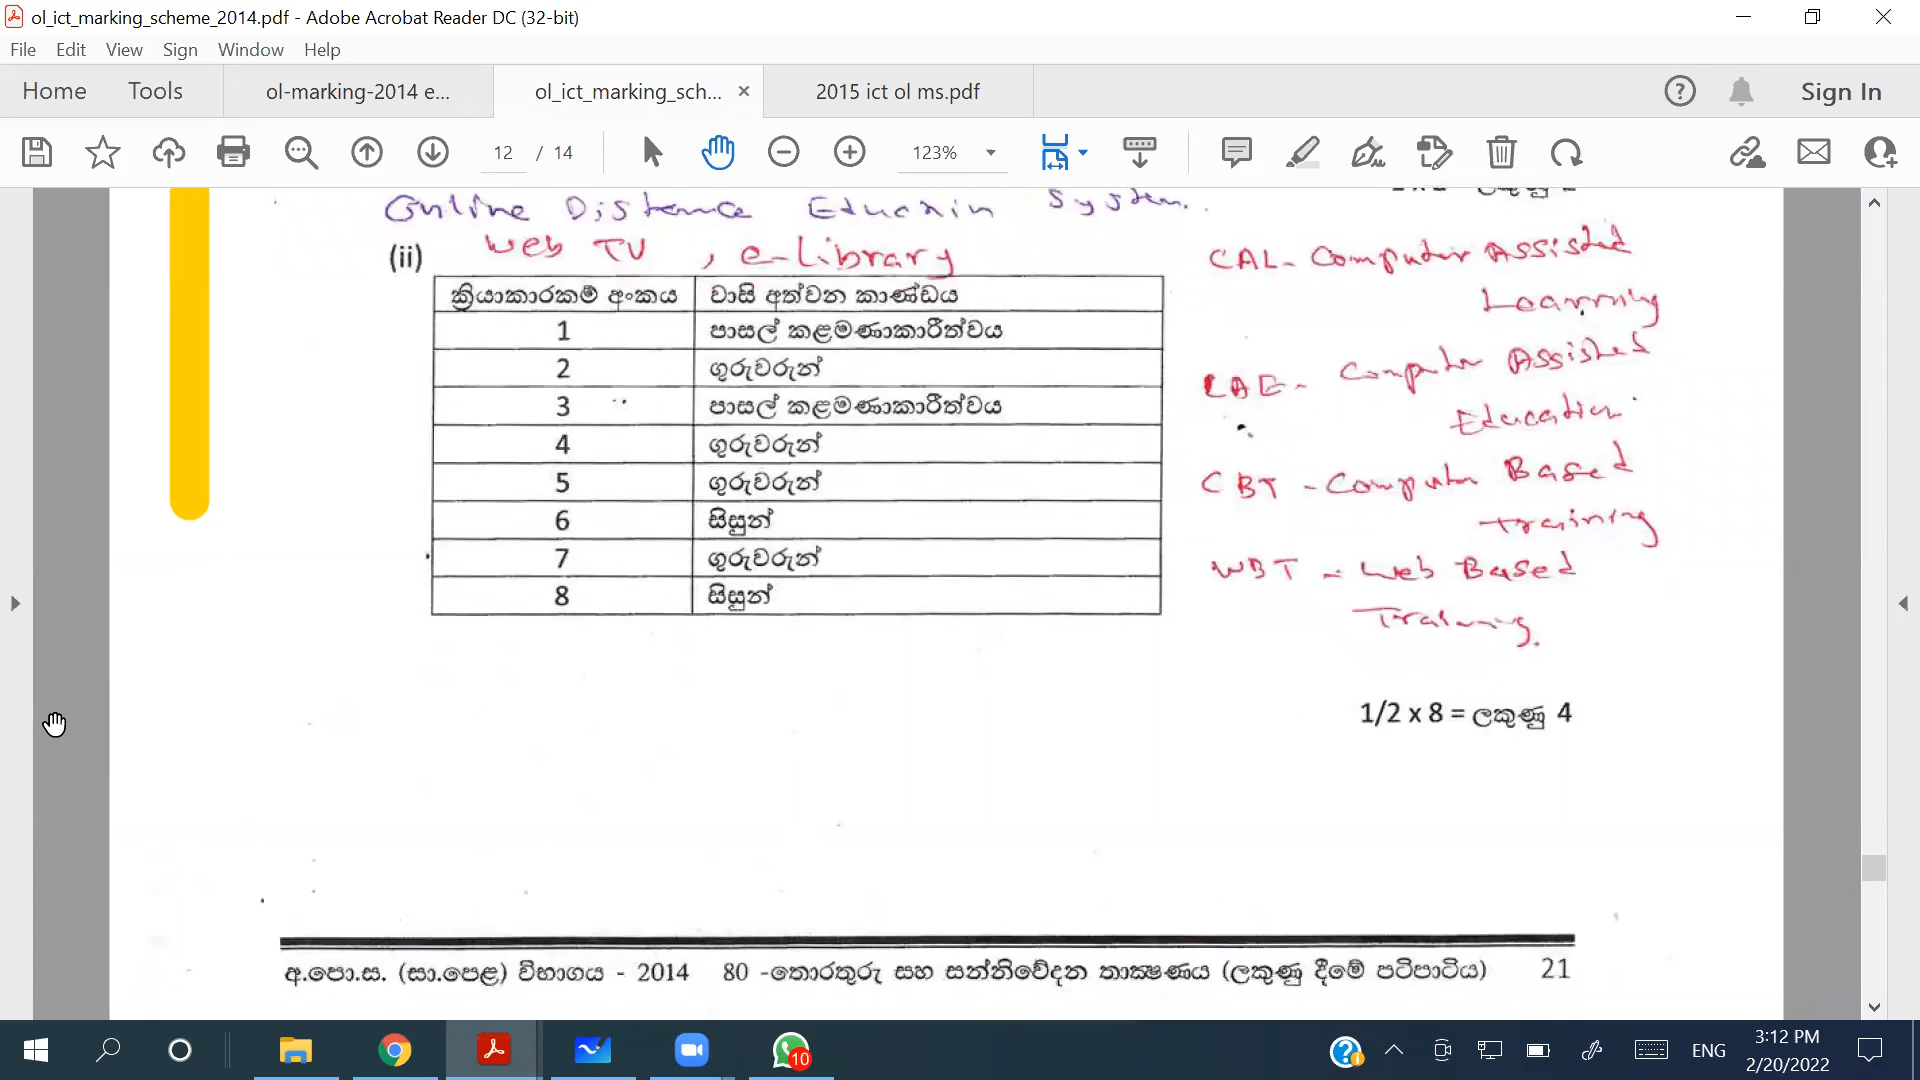 ol_ict_marking_scheme_2014.pdf - Adobe Acrobat Reader DC (32-bit)
File Edit View Sign Window Help
Home Tools ol-marking-2014 e... ol_ict_marking_sch... 2015 ict ol ms.pdf Sign In
12 / 14 123%
Online Distance System.
(ii) Web TV , e-Library
CAL- Computer Assisted
Learning
ක්‍රියාකාරකම් අංකය වාසි අත්වන කාණ්ඩය
1 පාසල් කළමණාකාරීත්වය
2 ගුරුවරුන්
3 පාසල් කළමණාකාරීත්වය
4 ගුරුවරුන්
5 ගුරුවරුන්
6 සිසුන්
7 ගුරුවරුන්
8 සිසුන්
CAE- Computer Assisted
Education
CBT - Computer Based
Training
WBT - Web Based
Training.
1/2 x 8 = ලකුණු 4
අ.පො.ස. (සා.පෙළ) විභාගය - 2014 80 -තොරතුරු සහ සන්නිවේදන තාක්ෂණය (ලකුණු දීමේ පටිපාටිය) 21
10
ENG
3:12 PM
2/20/2022